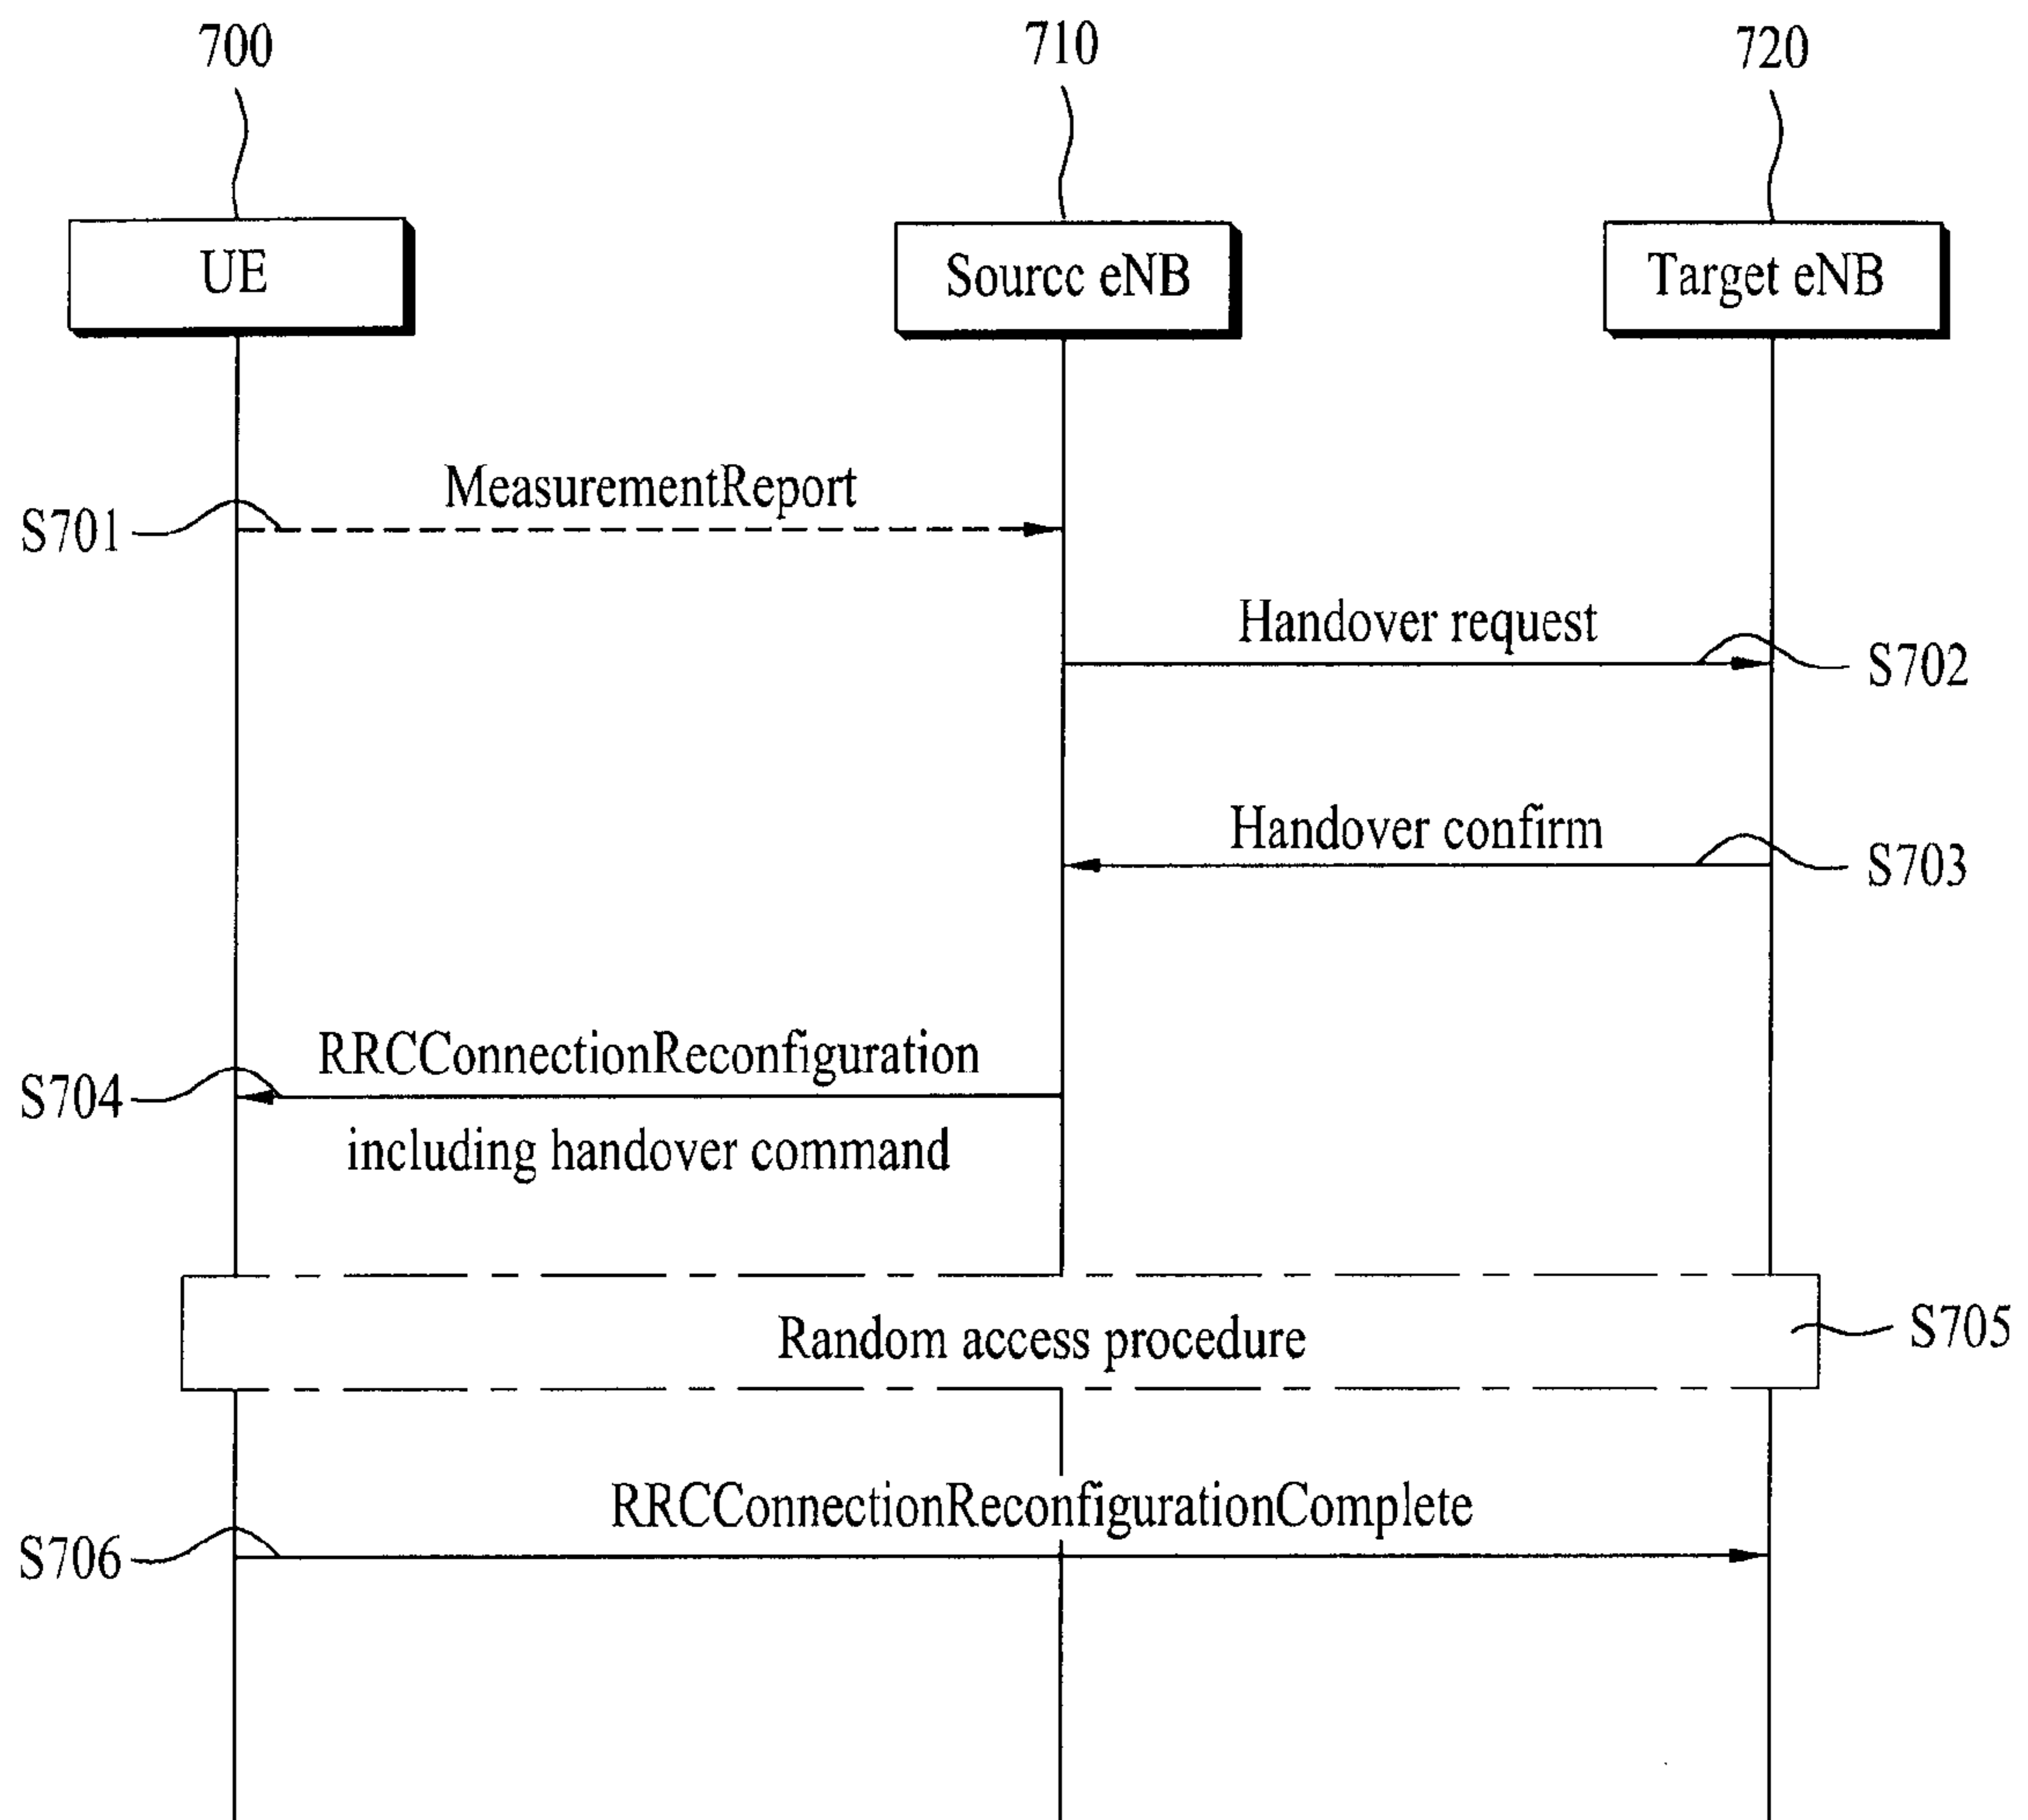 700
710
720
UE
Sourcc eNB
Target eNB
MeasurementReport
S701
Handover request
S702
Handover confirm
S703
RRCConnectionReconfiguration
S704
including handover command
Random access procedure
S705
RRCConnectionReconfigurationComplete
S706